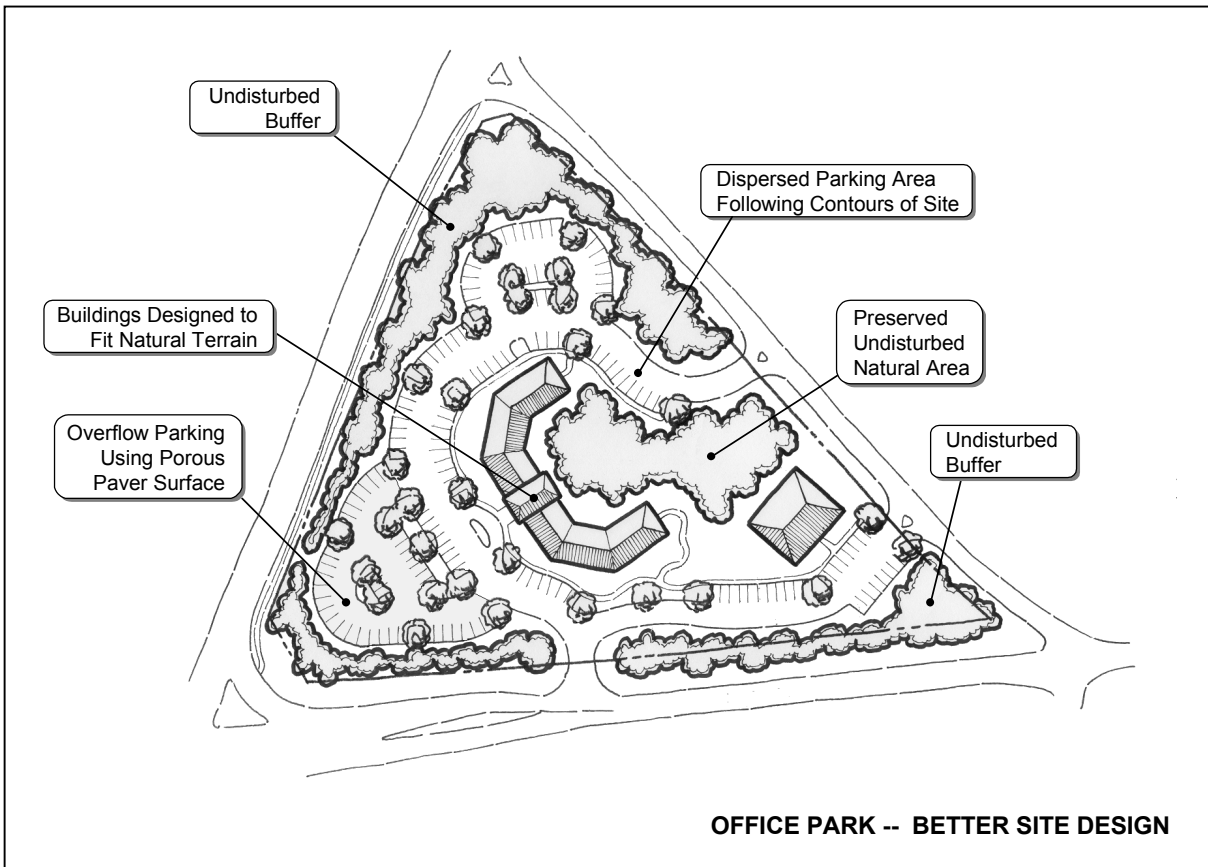 Undisturbed
Buffer
Dispersed Parking Area
Following Contours of Site
Buildings Designed to
Fit Natural Terrain
Preserved
Undisturbed
Natural Area
Overflow Parking
Using Porous
Paver Surface
Undisturbed
Buffer
OFFICE PARK -- BETTER SITE DESIGN